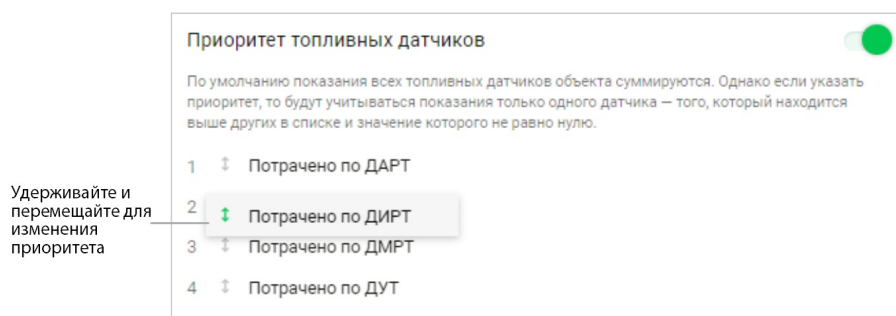 Приоритет топливных датчиков
По умолчанию показания всех топливных датчиков объекта суммируются. Однако если указать
приоритет, то будут учитываться показания только одного датчика — того, который находится
выше других в списке и значение которого не равно нулю.
1 Потрачено по ДАРТ
2 Потрачено по ДИРТ
3 Потрачено по ДМРТ
4 Потрачено по ДУТ
Удерживайте и
перемещайте для
изменения
приоритета